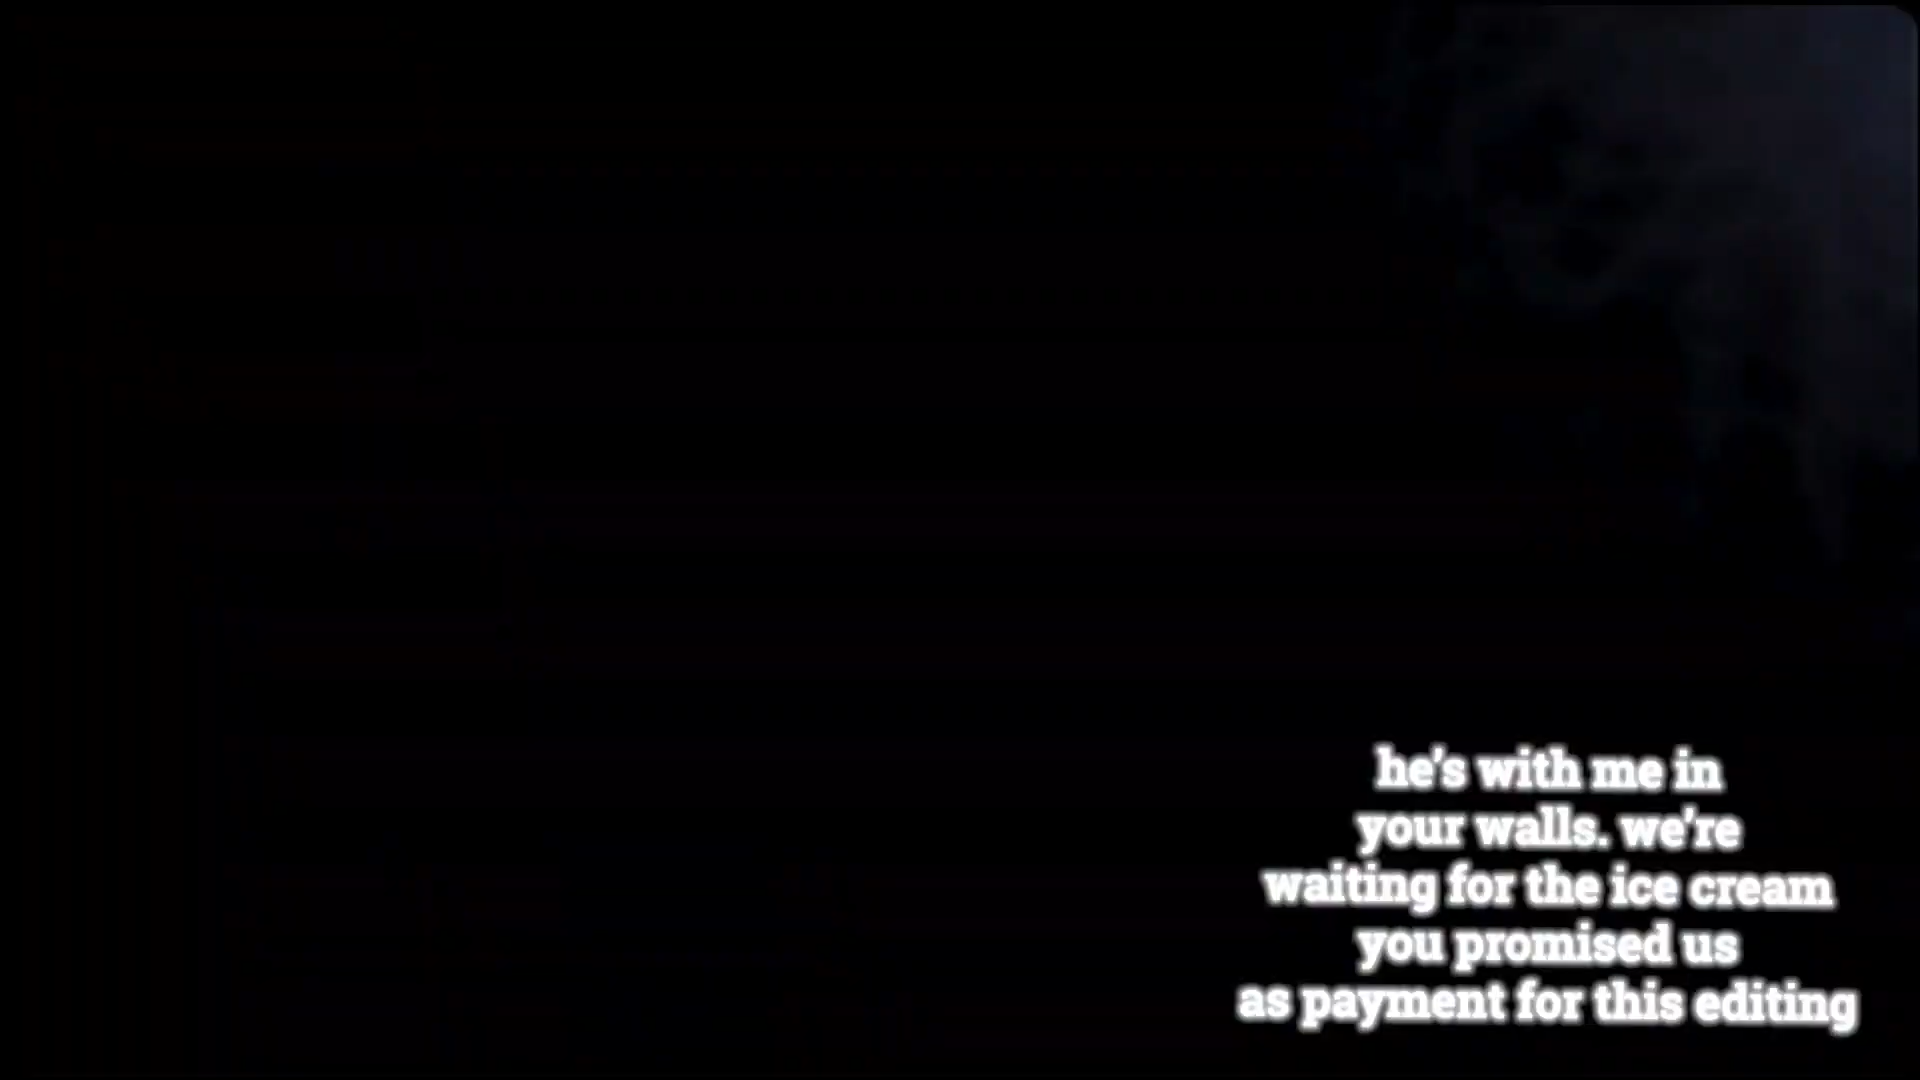 he's with me in
your walls. we're
waiting for the ice cream
you promised us
as payment for this editing